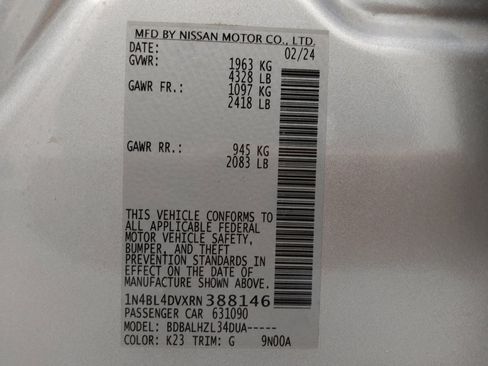 MFD BY NISSAN MOTOR CO., LTD.
DATE: 02/24
GVWR: 1963 KG
4328 LB
GAWR FR.: 1097 KG
2418 LB
GAWR RR.: 945 KG
2083 LB
THIS VEHICLE CONFORMS TO
ALL APPLICABLE FEDERAL
MOTOR VEHICLE SAFETY,
BUMPER, AND THEFT
PREVENTION STANDARDS IN
EFFECT ON THE DATE OF
MANUFACTURE SHOWN ABOVE.
1N4BL4DVXRN388146
PASSENGER CAR 631090
MODEL: BDBALHZL34DUA-----
COLOR: K23 TRIM: G 9N00A